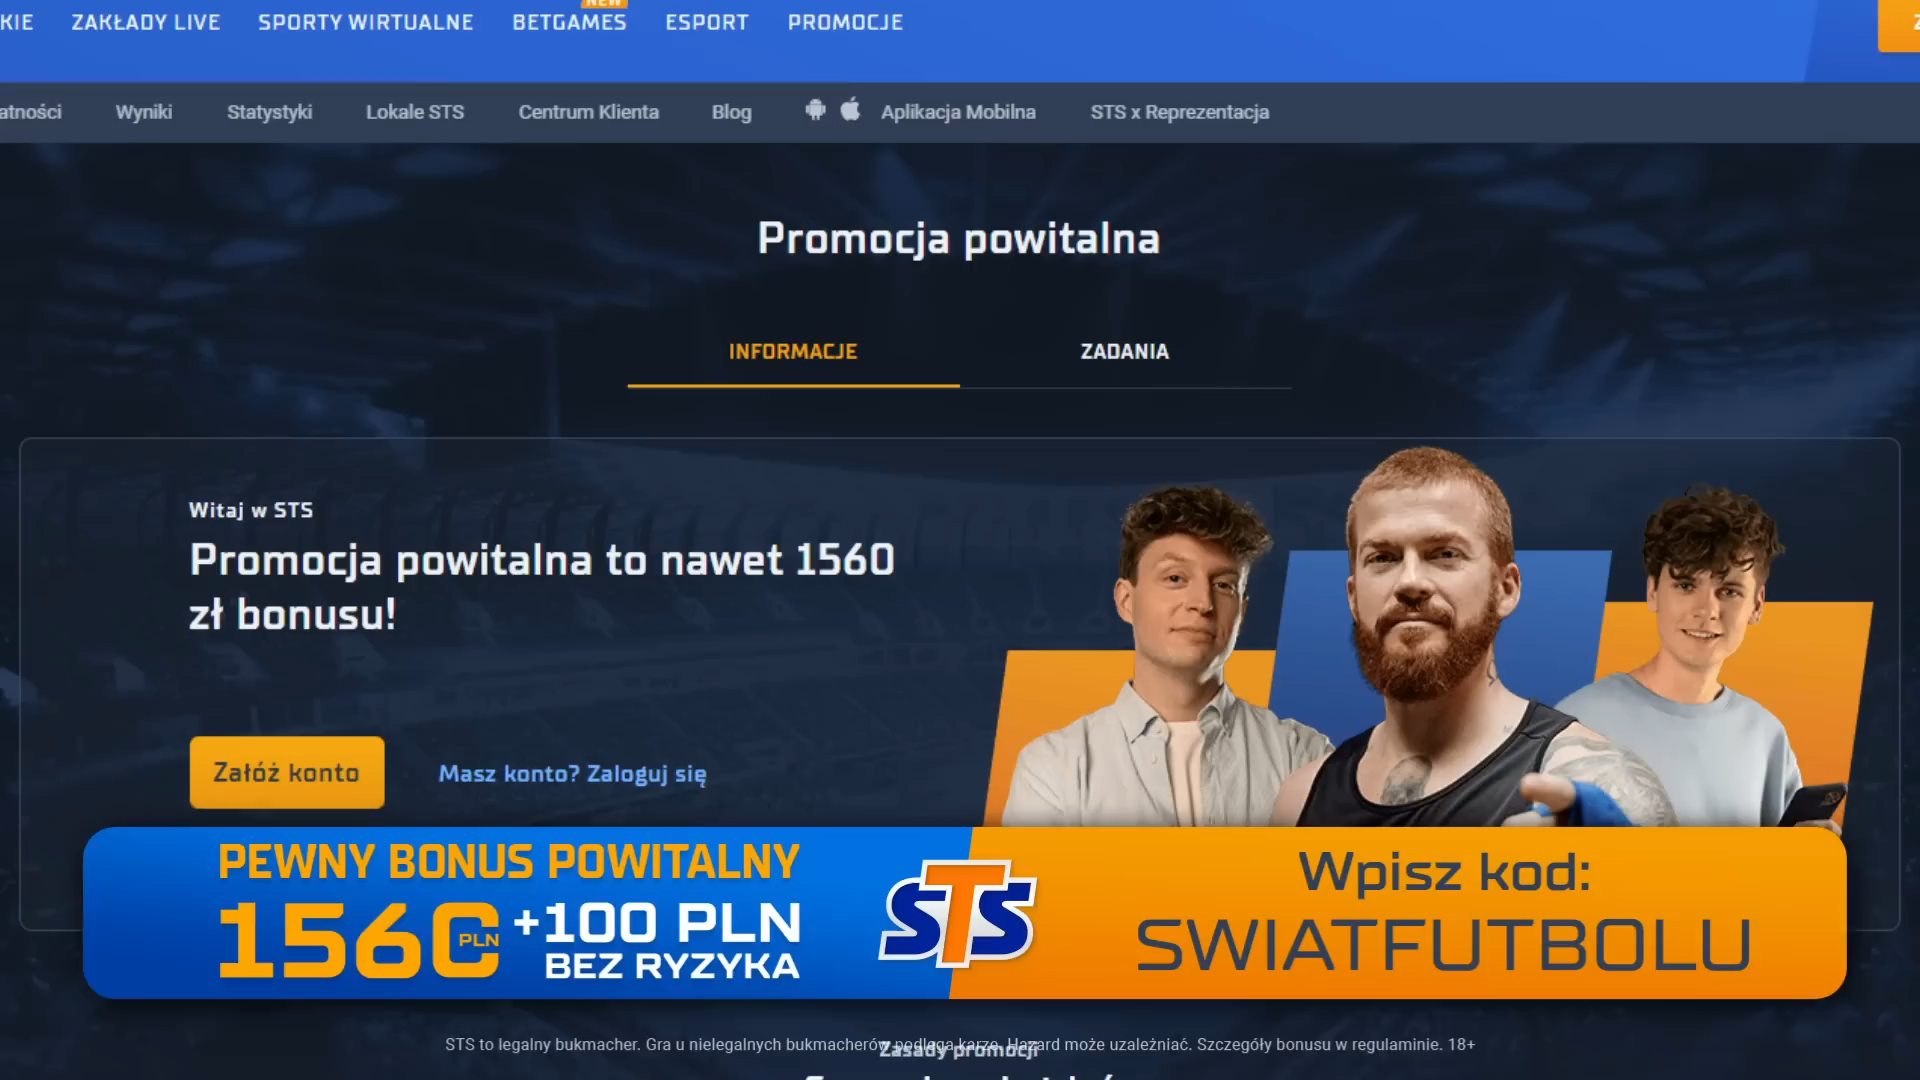 KIE ZAKŁADY LIVE SPORTY WIRTUALNE BETGAMES NEW ESPORT PROMOCJE
atności Wyniki Statystyki Lokale STS Centrum Klienta Blog Aplikacja Mobilna STS x Reprezentacja
Promocja powitalna
INFORMACJE ZADANIA
Witaj w STS
Promocja powitalna to nawet 1560
zł bonusu!
Załóż konto Masz konto? Zaloguj się
PEWNY BONUS POWITALNY
1560 PLN +100 PLN
BEZ RYZYKA
STS
Wpisz kod:
SWIATFUTBOLU
STS to legalny bukmacher. Gra u nielegalnych bukmacherów podlega karze. Hazard może uzależniać. Szczegóły bonusu w regulaminie. 18+
Zasady promocji